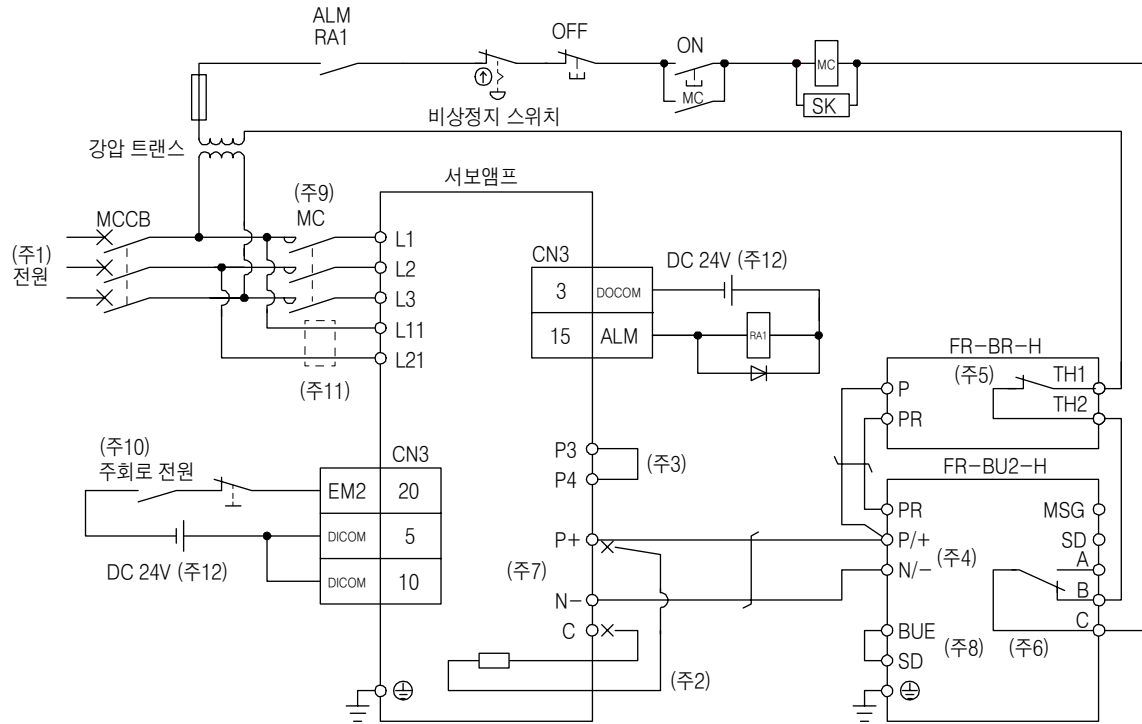 ALM
RA1
OFF
ON
MC
SK
MC
비상정지 스위치
강압 트랜스
서보앰프
(주9)
MC
MCCB
(주1)
전원
L1
L2
L3
L11
L21
(주11)
CN3
DC 24V (주12)
3 DOCOM
15 ALM
RA1
FR-BR-H
(주5)
P
PR
TH1
TH2
(주10)
주회로 전원
CN3
EM2 20
DICOM 5
DICOM 10
DC 24V (주12)
P3
P4
(주3)
P+
(주7)
N-
C
(주2)
FR-BU2-H
PR
P/+
N/-
(주4)
MSG
SD
A
B
C
BUE
SD
(주8)
(주6)